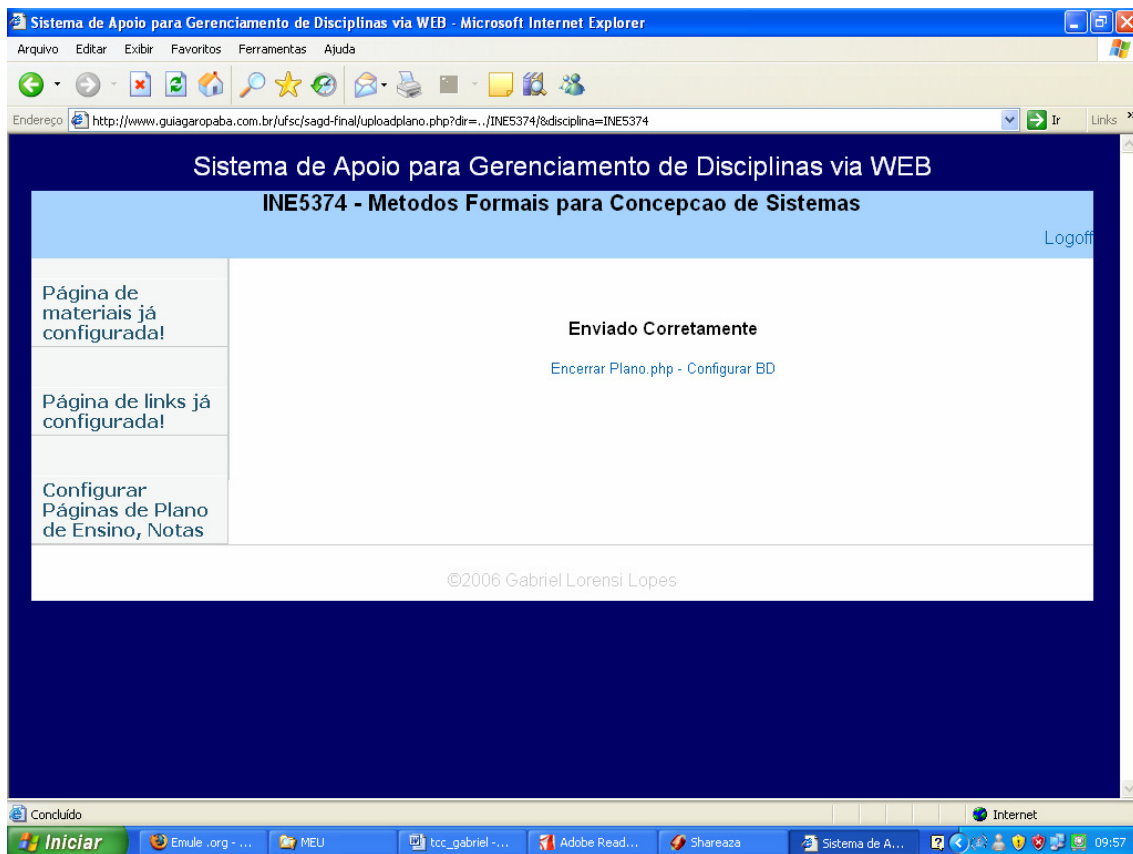 Sistema de Apoio para Gerenciamento de Disciplinas via WEB - Microsoft Internet Explorer
Arquivo Editar Exibir Favoritos Ferramentas Ajuda
Endereço http://www.guiagaropaba.com.br/ufsc/sagd-final/uploadplano.php?dir=../INE5374/&disciplina=INE5374 Ir Links »
Sistema de Apoio para Gerenciamento de Disciplinas via WEB
INE5374 - Metodos Formais para Concepcao de Sistemas
Logoff
Página de
materiais já
configurada!
Página de links já
configurada!
Configurar
Páginas de Plano
de Ensino, Notas
Enviado Corretamente
Encerrar Plano.php - Configurar BD
©2006 Gabriel Lorensi Lopes
Concluído Internet
Iniciar Emule .org - ... MEU tcc_gabriel -... Adobe Read... Shareaza Sistema de A... 09:57